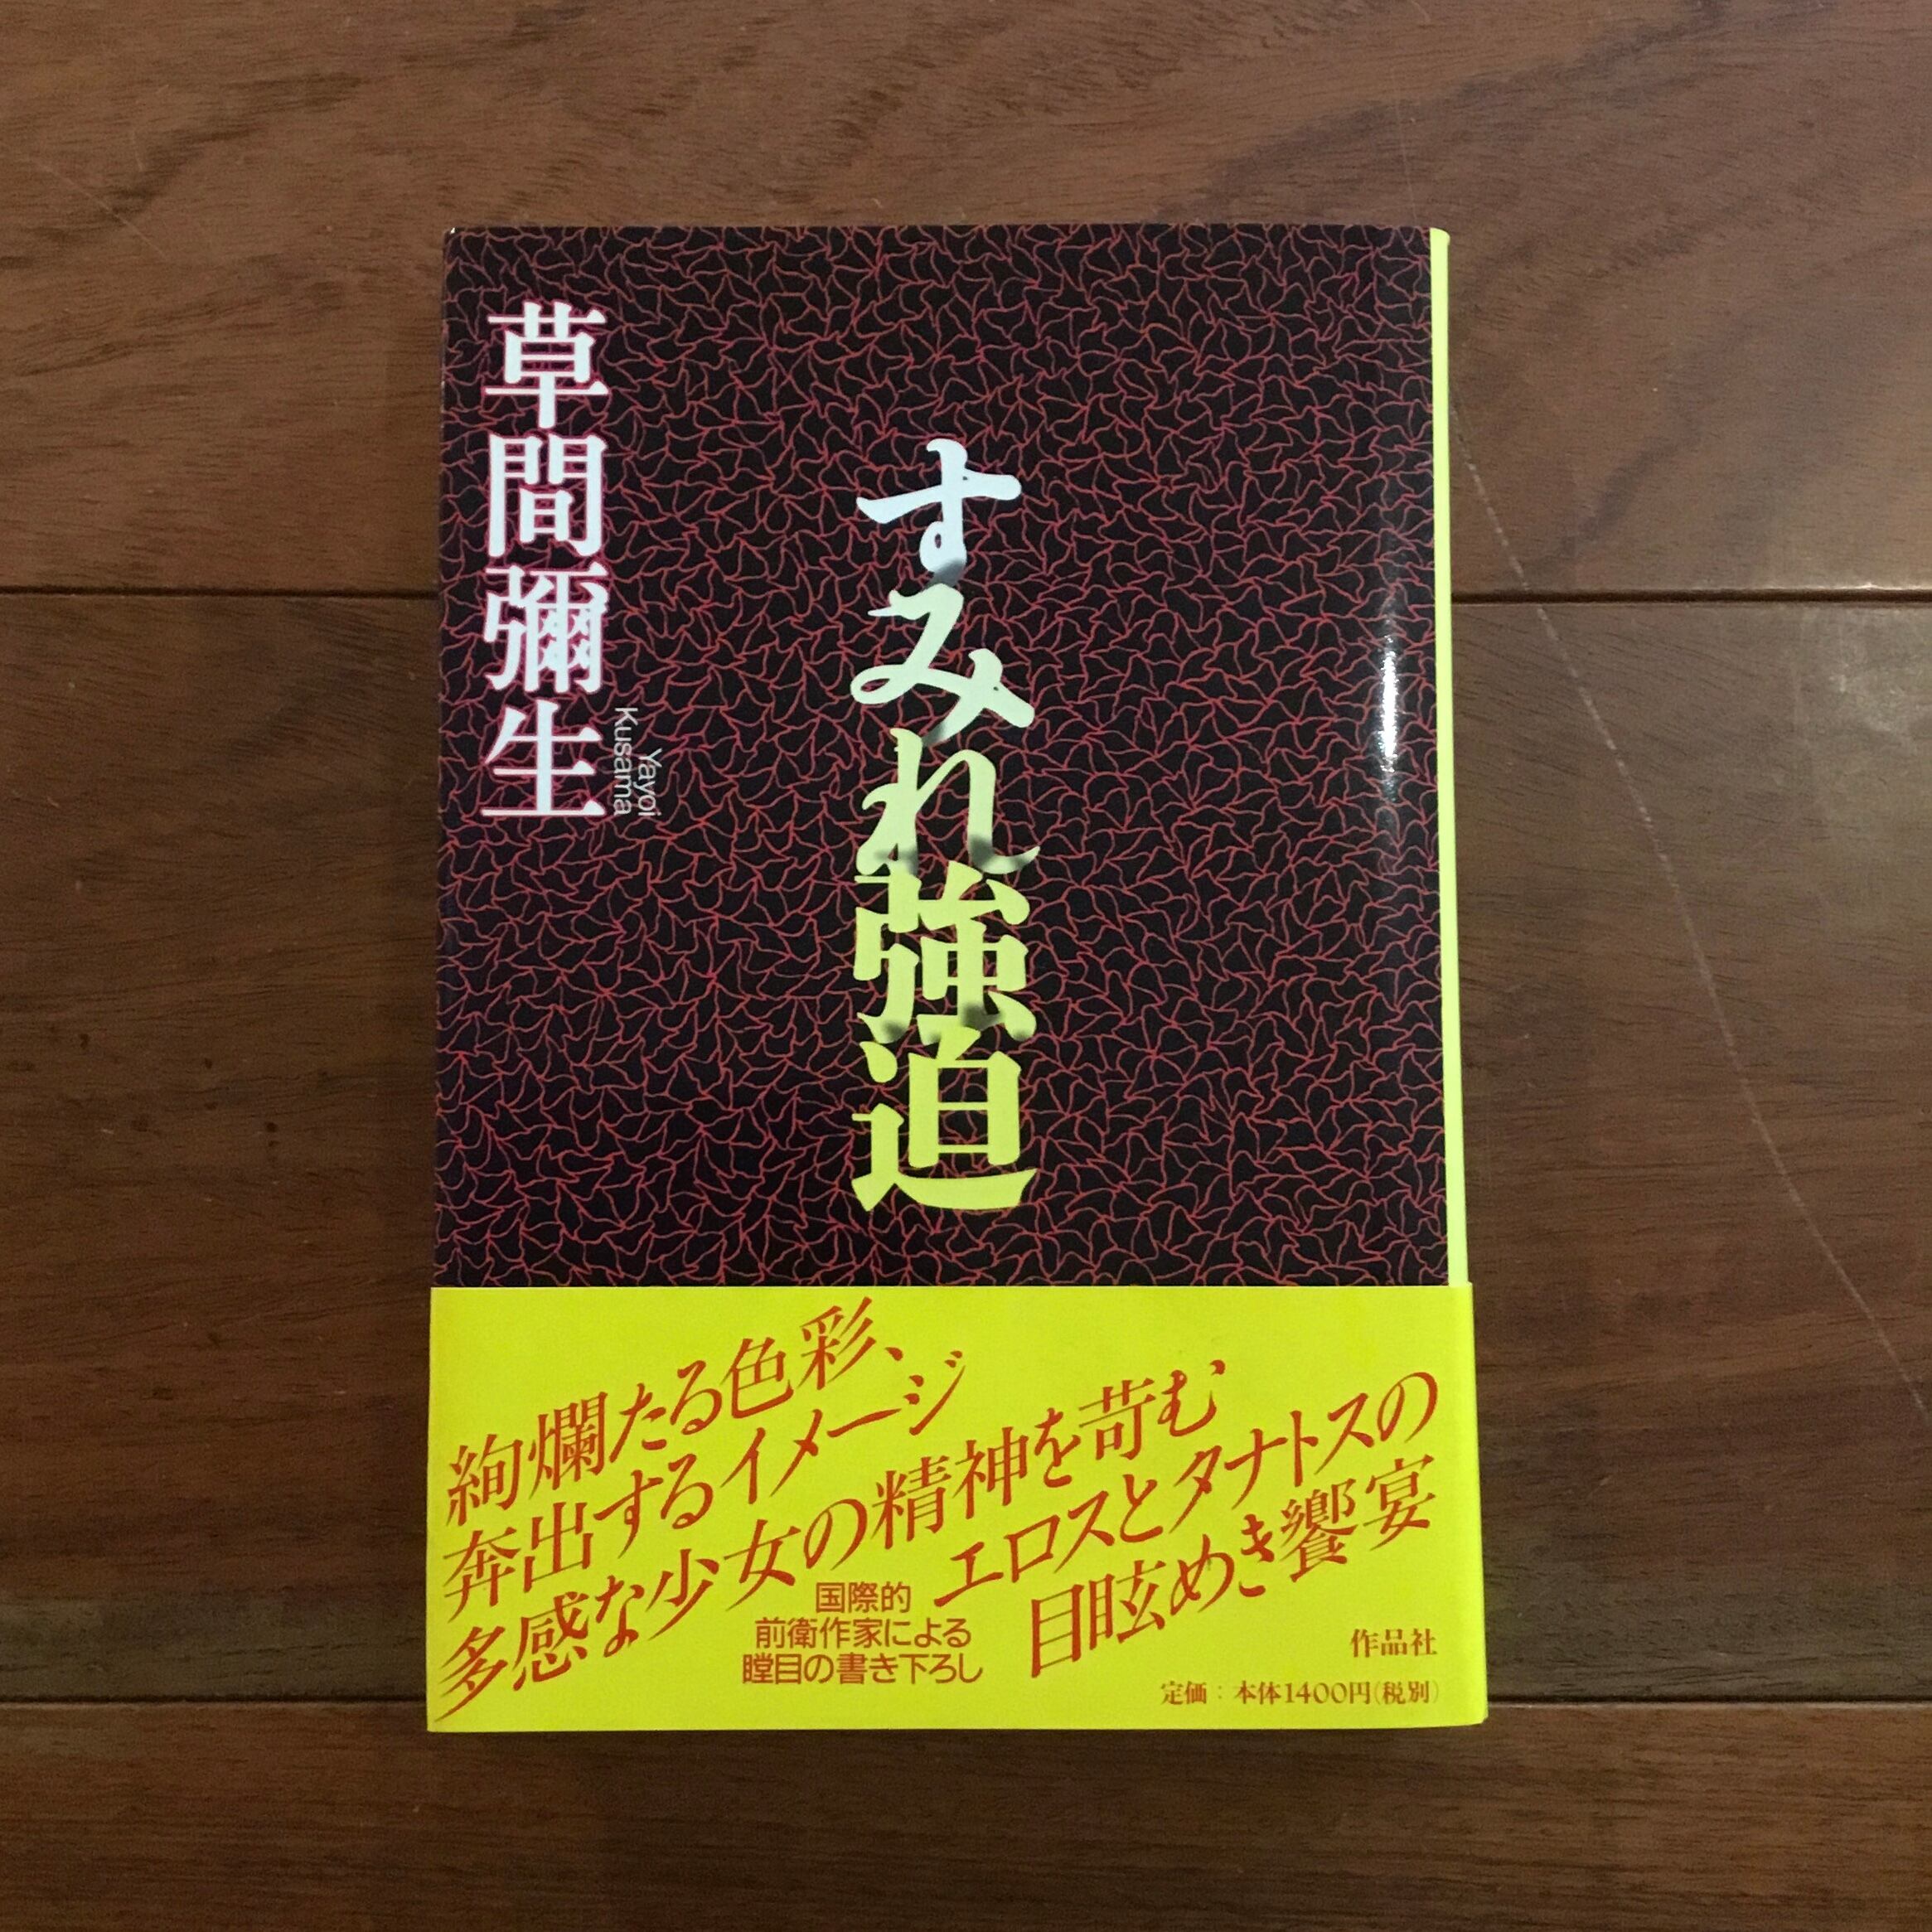 草間彌生
Yayoi
Kusama
すみれ強迫
絢爛たる色彩、
奔出するイメージ
多感な少女の精神を苛む
エロスとタナトスの
目眩めき饗宴
国際的
前衛作家による
瞠目の書き下ろし
作品社
定価：本体1400円(税別)